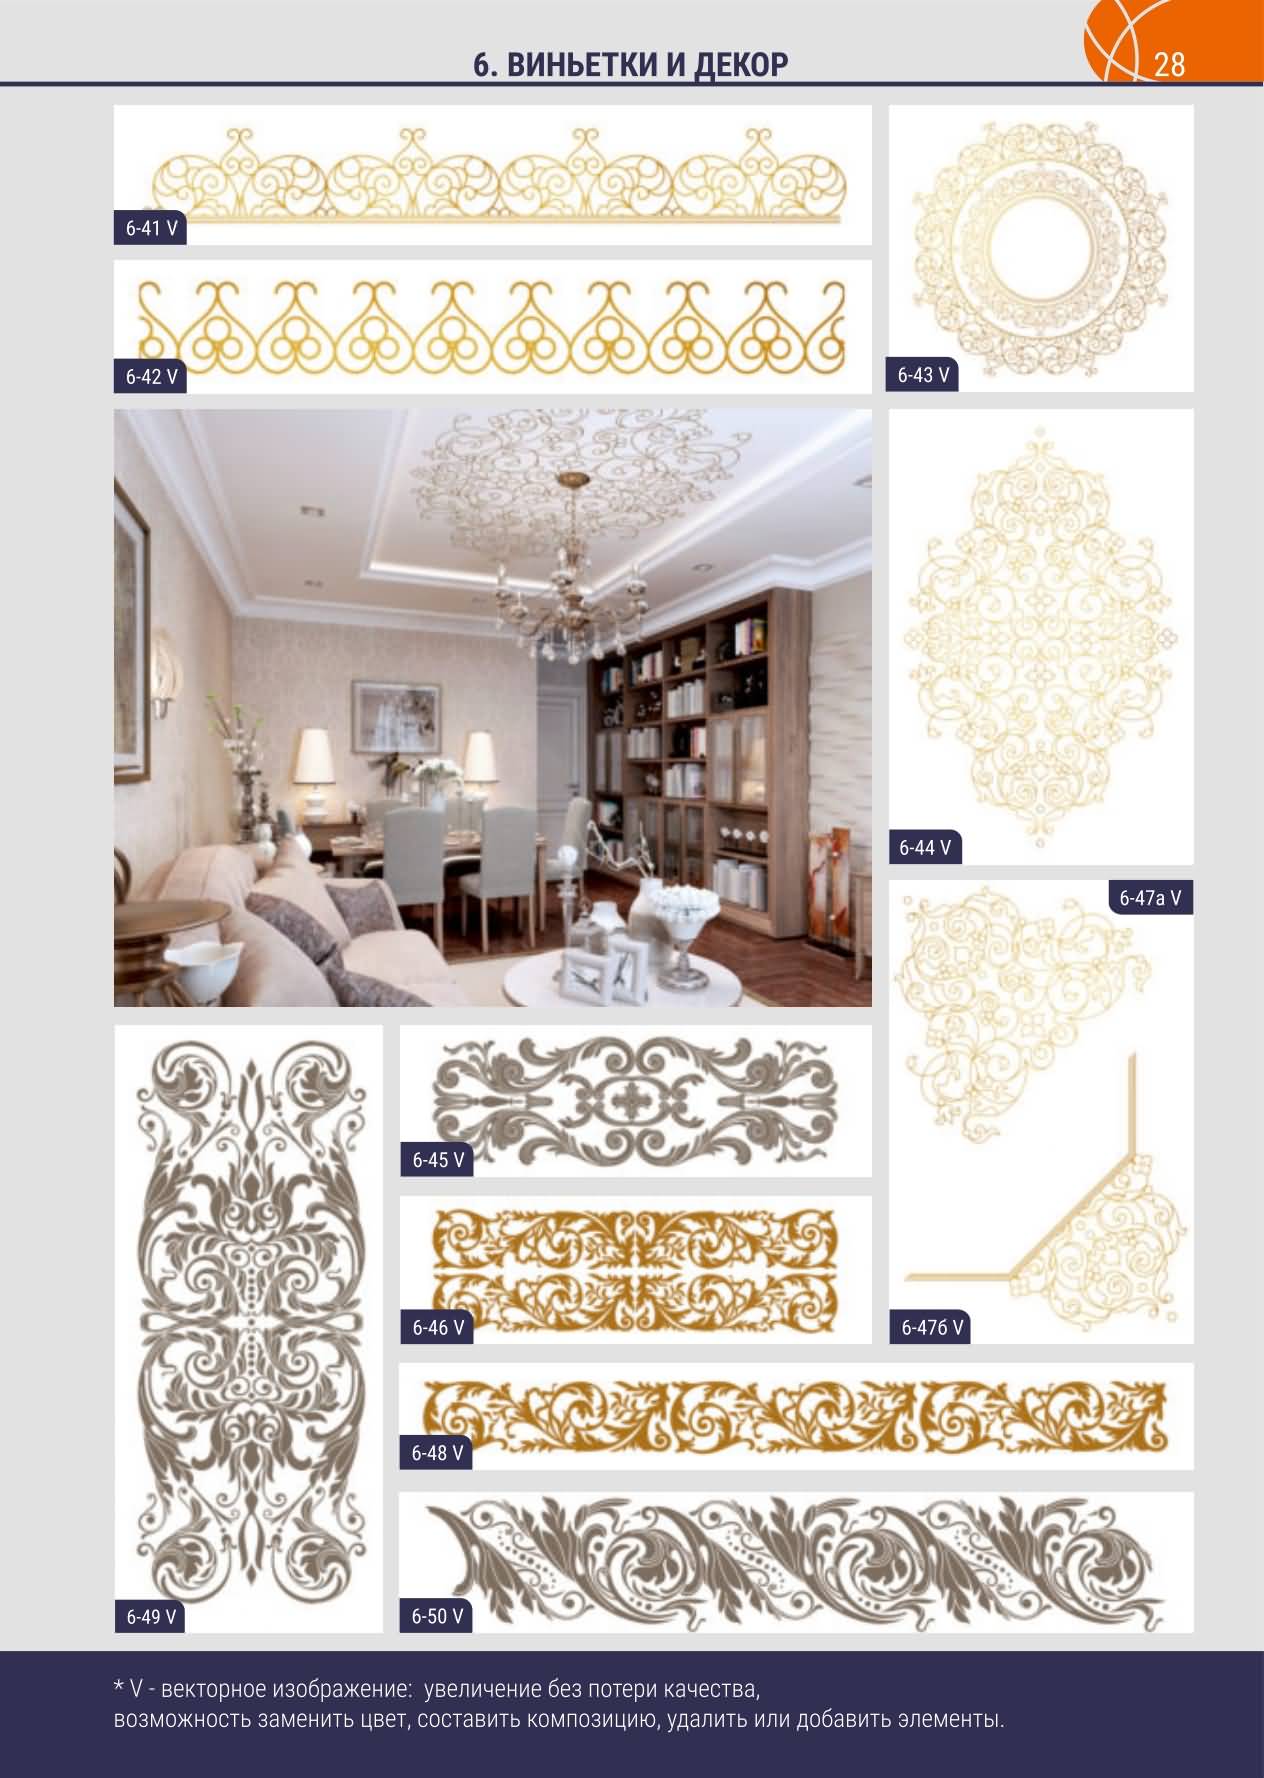 6. ВИНЬЕТКИ И ДЕКОР
28
6-41 V
6-42 V
6-43 V
6-44 V
6-47а V
6-45 V
6-46 V
6-47б V
6-48 V
6-49 V
6-50 V
* V - векторное изображение: увеличение без потери качества,
возможность заменить цвет, составить композицию, удалить или добавить элементы.